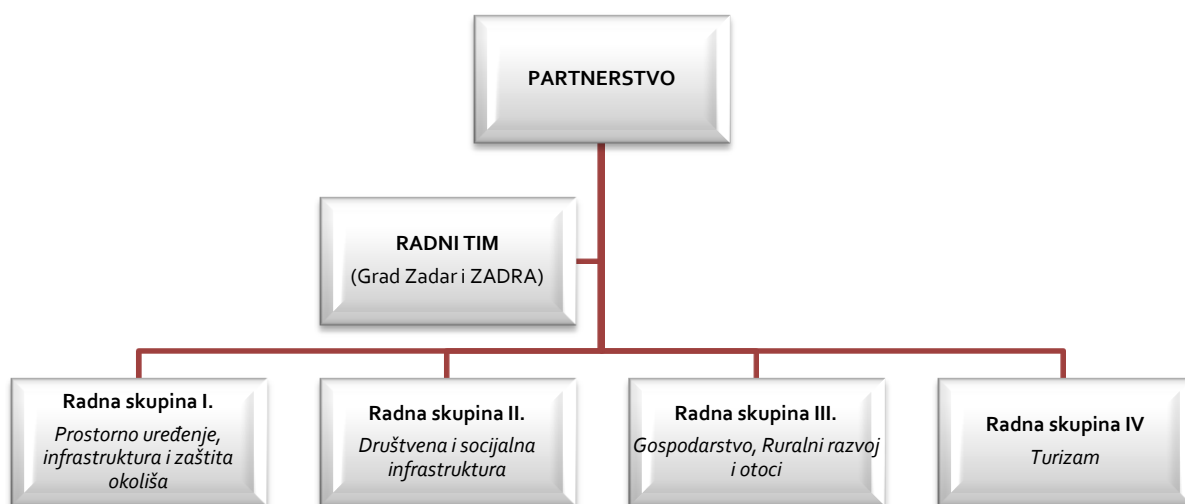 PARTNERSTVO
RADNI TIM
(Grad Zadar i ZADRA)
Radna skupina I.
Prostorno uređenje,
infrastruktura i zaštita
okoliša
Radna skupina II.
Društvena i socijalna
infrastruktura
Radna skupina III.
Gospodarstvo, Ruralni razvoj
i otoci
Radna skupina IV
Turizam